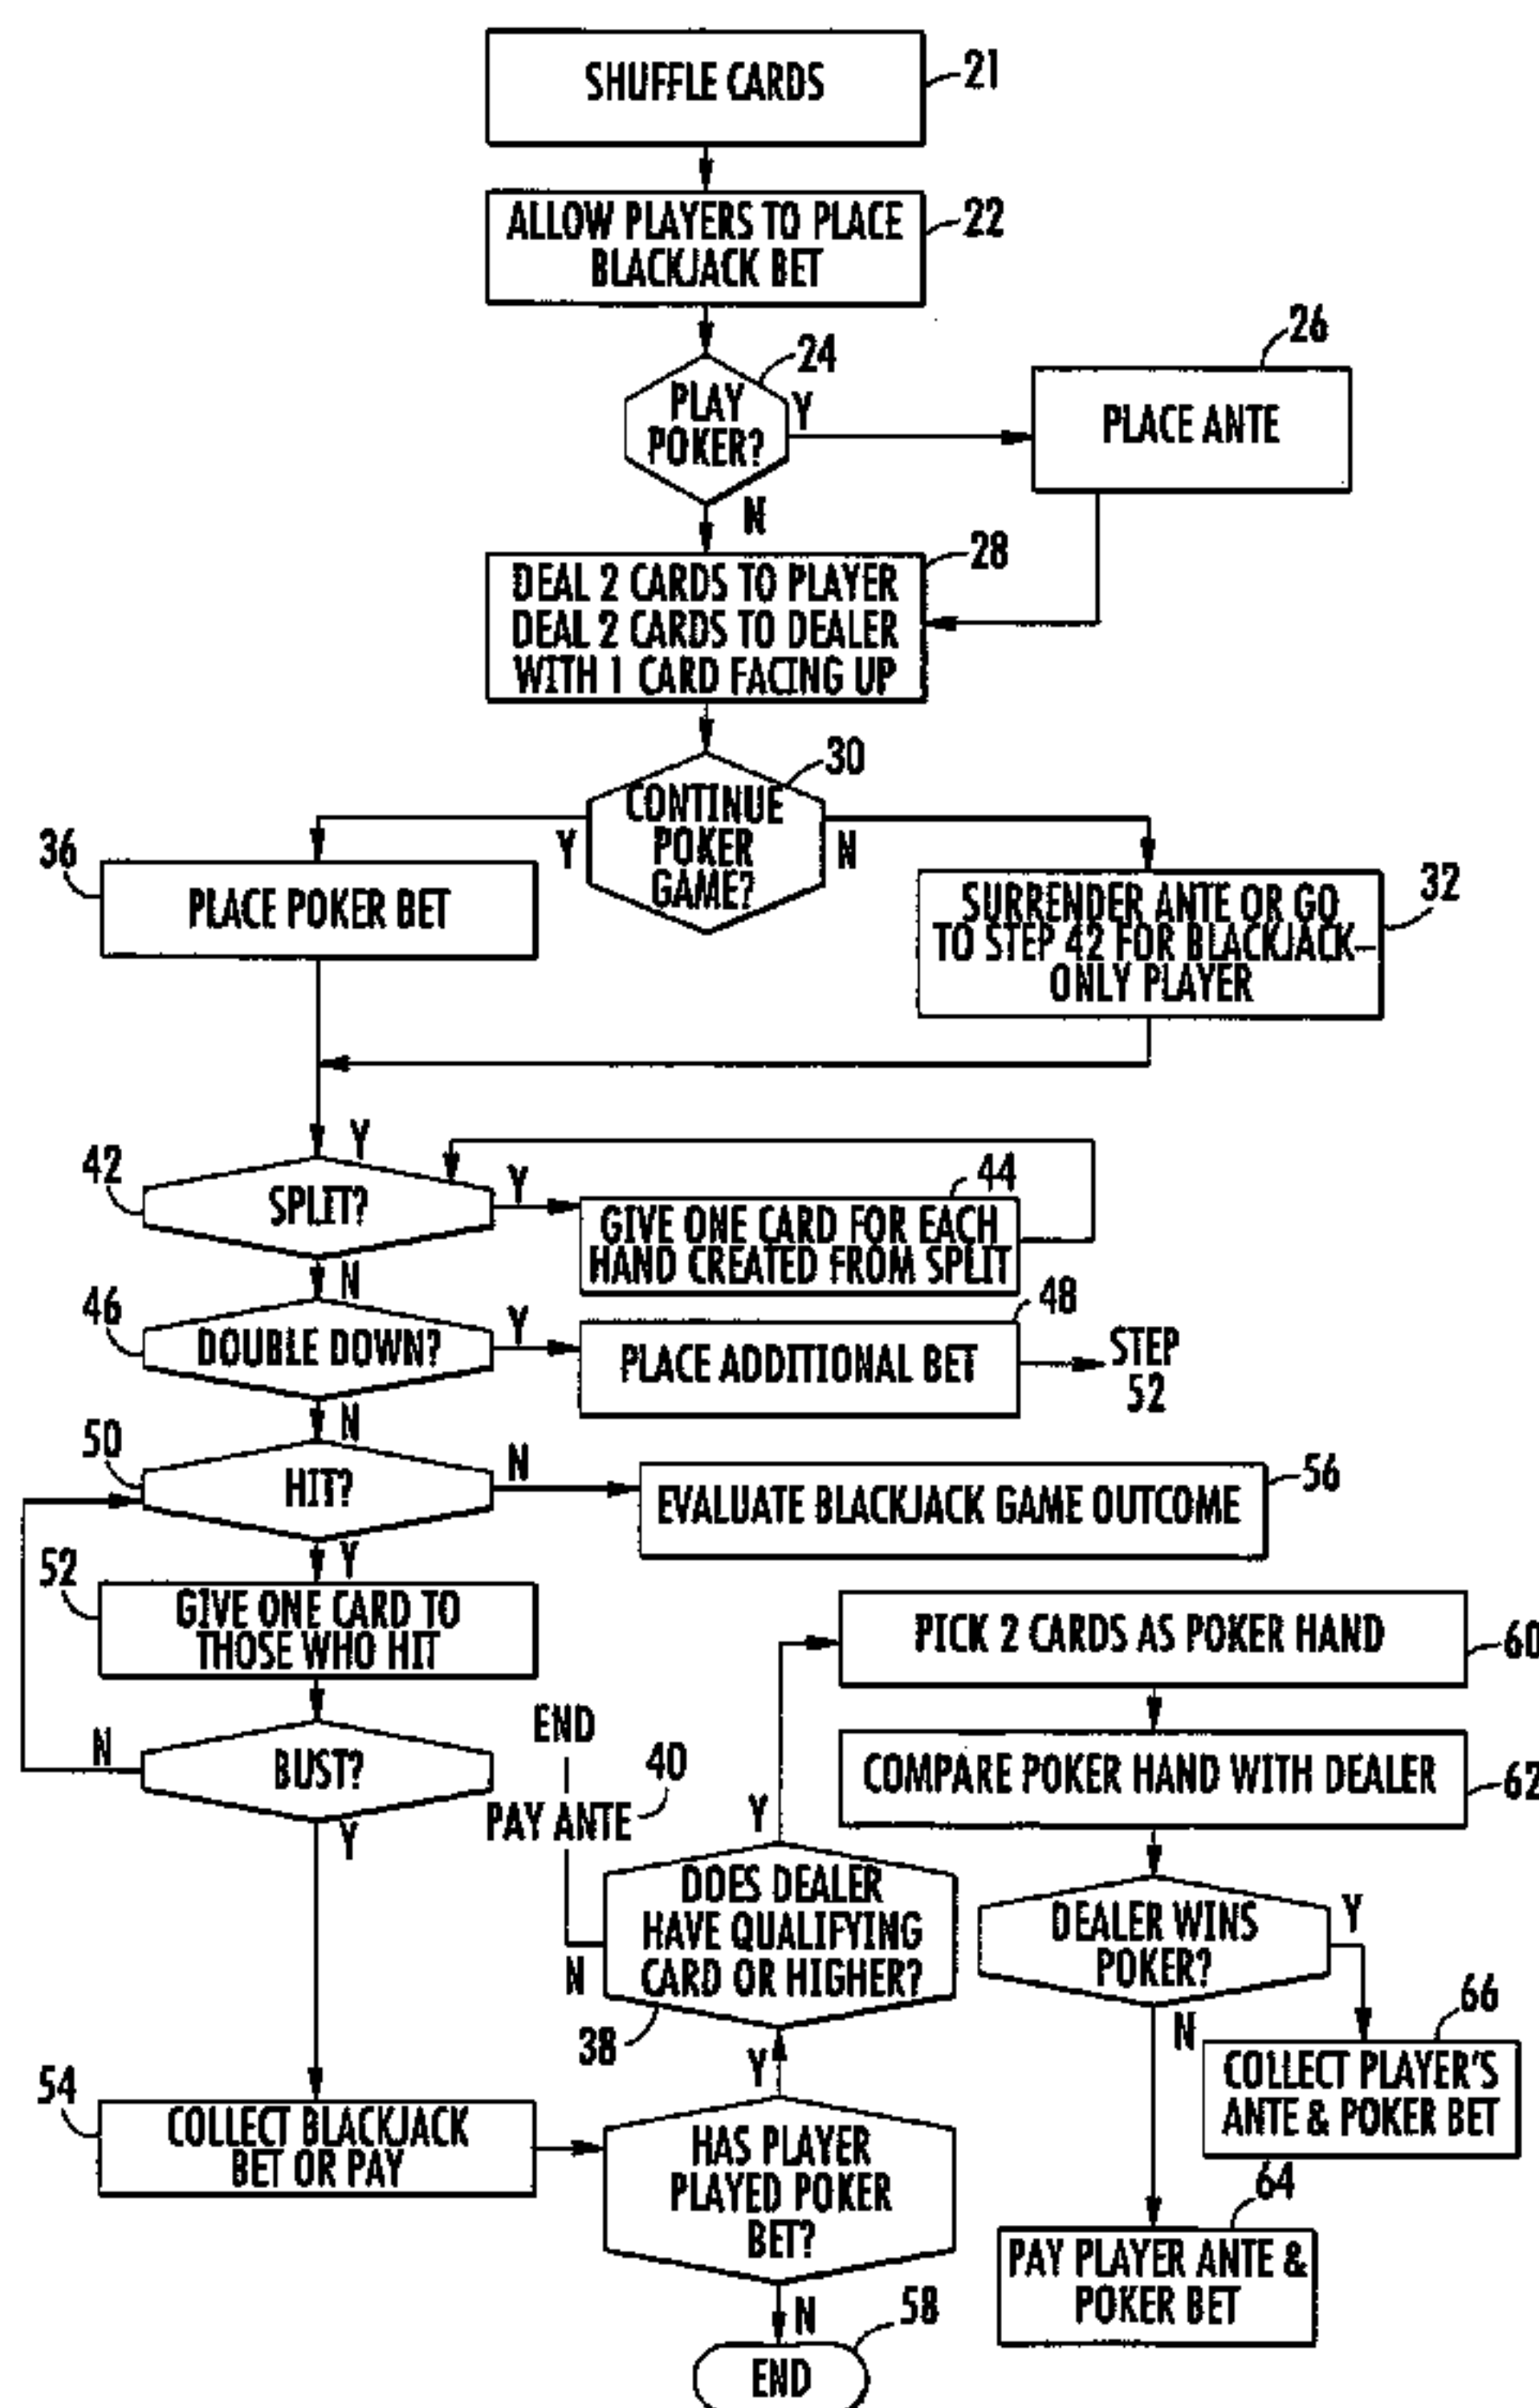 SHUFFLE CARDS
21
ALLOW PLAYERS TO PLACE
BLACKJACK BET
22
24
PLAY
POKER?
Y
N
26
PLACE ANTE
28
DEAL 2 CARDS TO PLAYER
DEAL 2 CARDS TO DEALER
WITH 1 CARD FACING UP
30
CONTINUE
POKER
GAME?
Y
N
36
PLACE POKER BET
32
SURRENDER ANTE OR GO
TO STEP 42 FOR BLACKJACK-
ONLY PLAYER
Y
42
SPLIT?
Y
N
44
GIVE ONE CARD FOR EACH
HAND CREATED FROM SPLIT
46
DOUBLE DOWN?
Y
N
48
PLACE ADDITIONAL BET
STEP
52
50
HIT?
N
Y
56
EVALUATE BLACKJACK GAME OUTCOME
52
GIVE ONE CARD TO
THOSE WHO HIT
N
BUST?
Y
END
PAY ANTE
40
60
PICK 2 CARDS AS POKER HAND
62
COMPARE POKER HAND WITH DEALER
Y
DOES DEALER
HAVE QUALIFYING
CARD OR HIGHER?
N
38
Y
DEALER WINS
POKER?
Y
N
66
COLLECT PLAYER'S
ANTE & POKER BET
54
COLLECT BLACKJACK
BET OR PAY
HAS PLAYER
PLAYED POKER
BET?
N
64
PAY PLAYER ANTE &
POKER BET
58
END